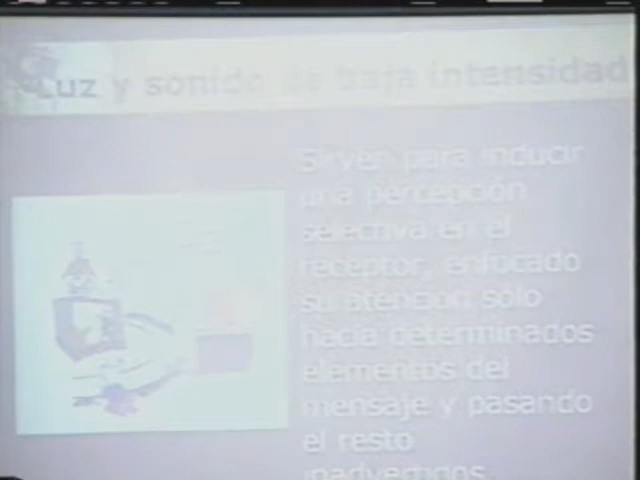 Luz y sonido de baja intensidad
Sirven para inducir
una percepción
selectiva en el
receptor, enfocado
su atención solo
hacia determinados
elementos del
mensaje y pasando
el resto
inadvertidos